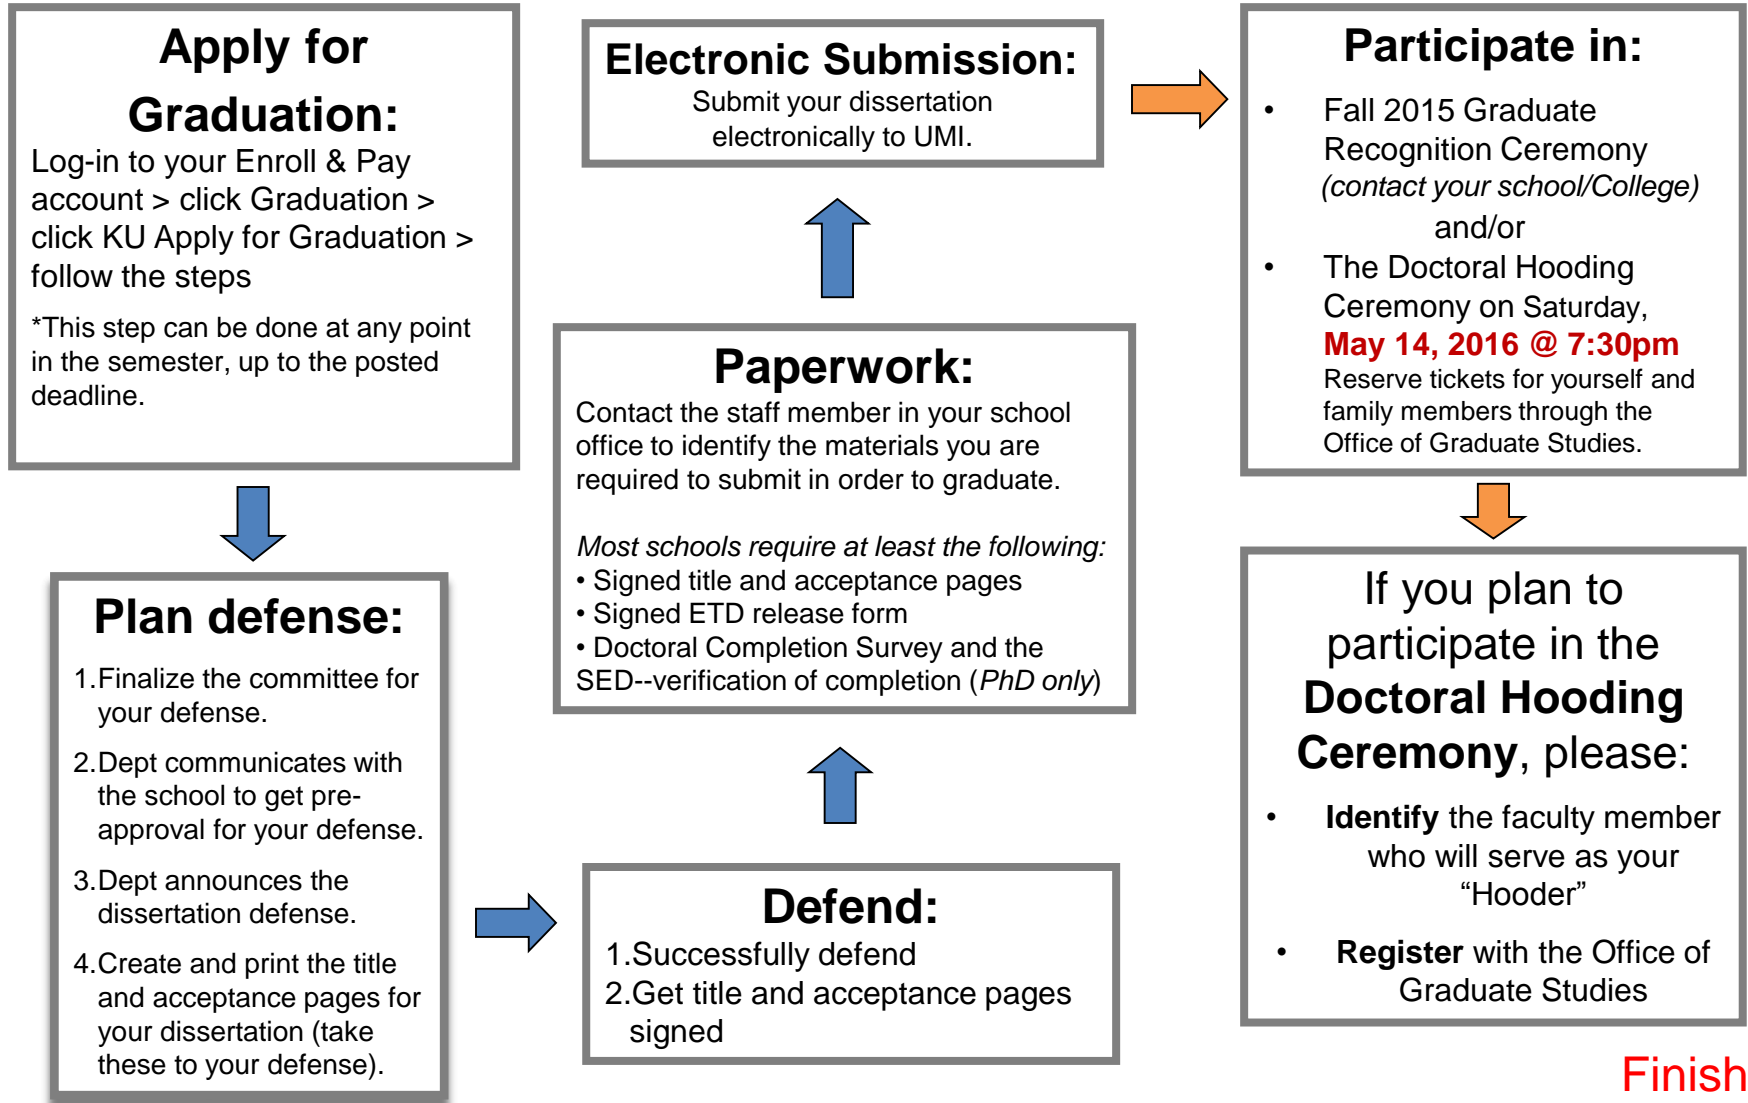 Apply for
Graduation:
Log-in to your Enroll & Pay
account > click Graduation >
click KU Apply for Graduation >
follow the steps
*This step can be done at any point
in the semester, up to the posted
deadline.
Plan defense:
1.Finalize the committee for
your defense.
2.Dept communicates with
the school to get pre-
approval for your defense.
3.Dept announces the
dissertation defense.
4.Create and print the title
and acceptance pages for
your dissertation (take
these to your defense).
Defend:
1.Successfully defend
2.Get title and acceptance pages
signed
Paperwork:
Contact the staff member in your school
office to identify the materials you are
required to submit in order to graduate.
Most schools require at least the following:
• Signed title and acceptance pages
• Signed ETD release form
• Doctoral Completion Survey and the
SED--verification of completion (PhD only)
Electronic Submission:
Submit your dissertation
electronically to UMI.
Participate in:
• Fall 2015 Graduate
Recognition Ceremony
(contact your school/College)
and/or
• The Doctoral Hooding
Ceremony on Saturday,
May 14, 2016 @ 7:30pm
Reserve tickets for yourself and
family members through the
Office of Graduate Studies.
If you plan to
participate in the
Doctoral Hooding
Ceremony, please:
• Identify the faculty member
who will serve as your
“Hooder”
• Register with the Office of
Graduate Studies
Finish